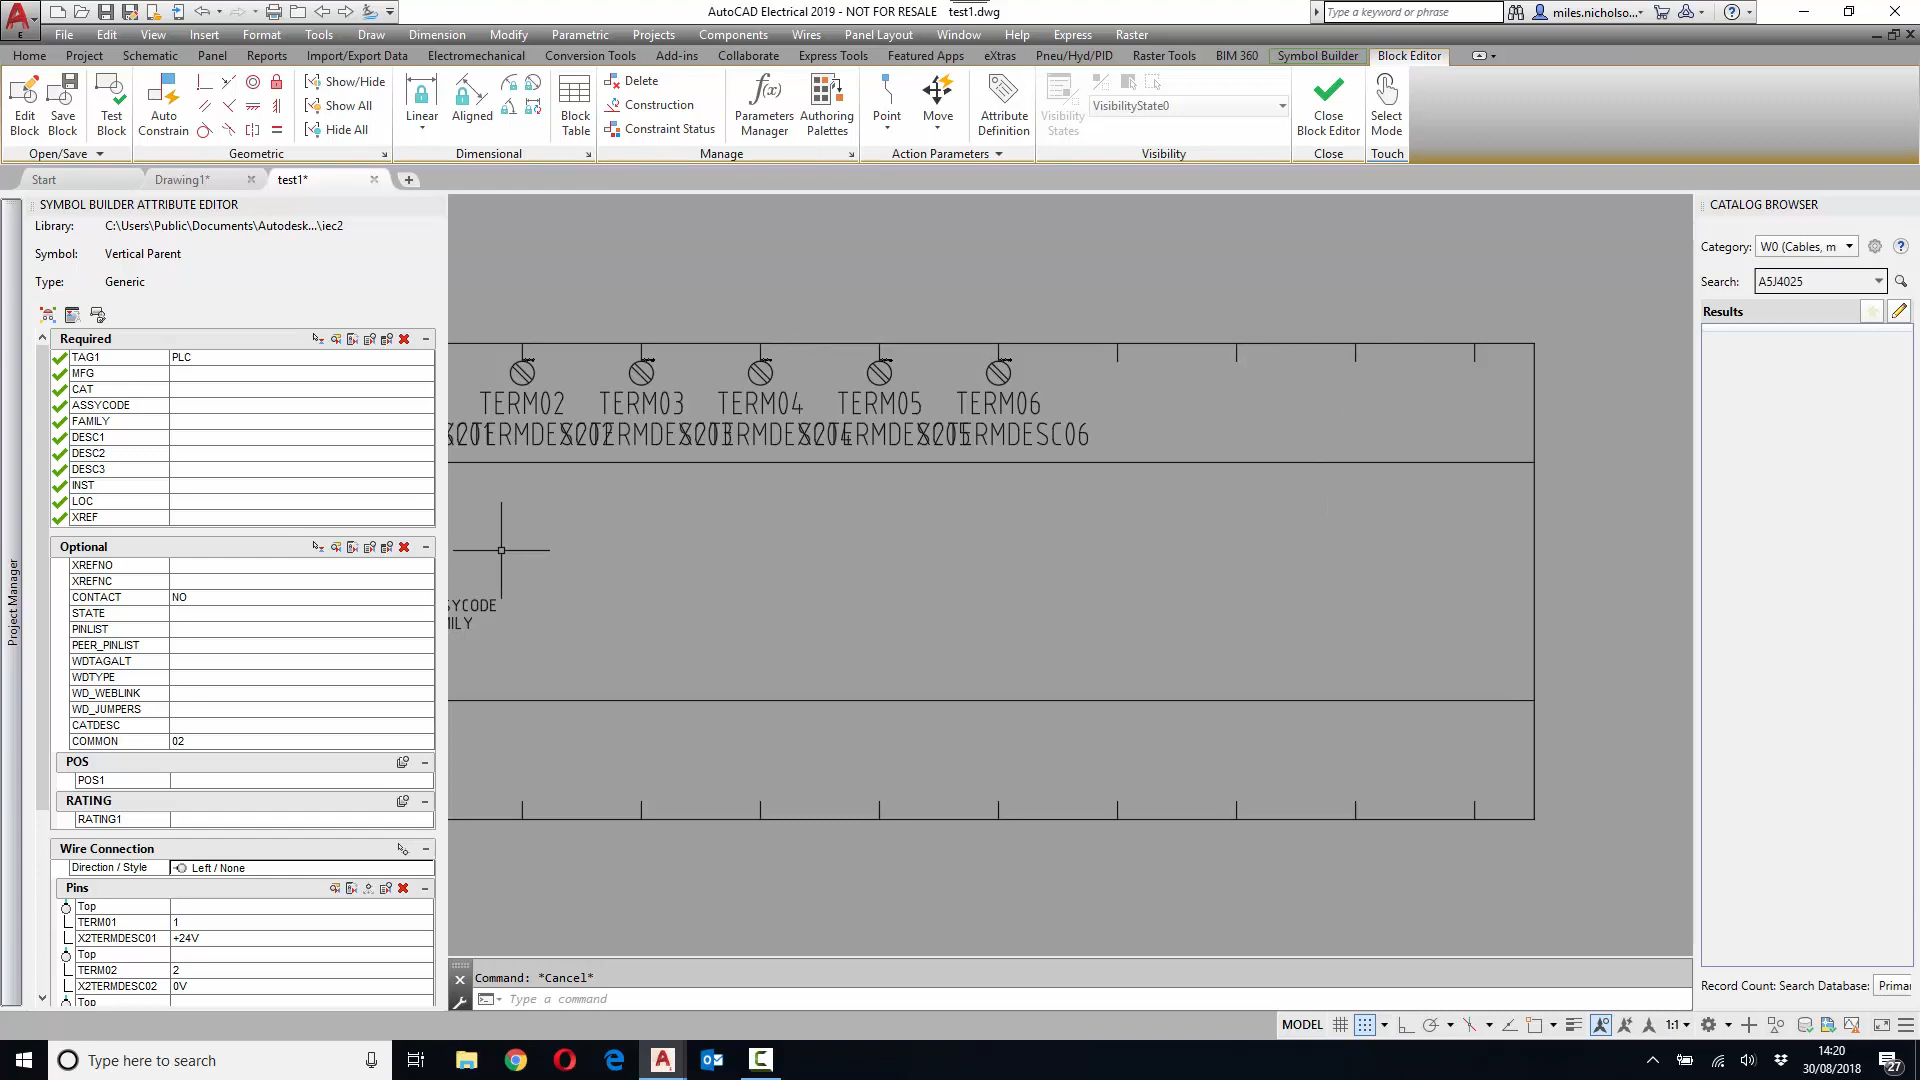 AutoCAD Electrical 2019 - NOT FOR RESALE test1.dwg
Type a keyword or phrase
miles.nicholso...
File Edit View Insert Format Tools Draw Dimension Modify Parametric Projects Components Wires Panel Layout Window Help Express Raster
Home Project Schematic Panel Reports Import/Export Data Electromechanical Conversion Tools Add-ins Collaborate Express Tools Featured Apps eXtras Pneu/Hyd/PID Raster Tools BIM 360 Symbol Builder Block Editor
Edit Block
Save Block
Test Block
Auto Constrain
Show/Hide
Show All
Hide All
Linear
Aligned
Block Table
Delete
Construction
Constraint Status
Parameters Manager
Authoring Palettes
Point
Move
Attribute Definition
Visibility States
VisibilityState0
Close Block Editor
Select Mode
Open/Save
Geometric
Dimensional
Manage
Action Parameters
Visibility
Close
Touch
Start
Drawing1*
test1*
SYMBOL BUILDER ATTRIBUTE EDITOR
Library: C:\Users\Public\Documents\Autodesk...\iec2
Symbol: Vertical Parent
Type: Generic
Required
TAG1 PLC
MFG
CAT
ASSYCODE
FAMILY
DESC1
DESC2
DESC3
INST
LOC
XREF
Optional
XREFNO
XREFNC
CONTACT NO
STATE
PINLIST
PEER_PINLIST
WDTAGALT
WDTYPE
WD_WEBLINK
WD_JUMPERS
CATDESC
COMMON 02
POS
POS1
RATING
RATING1
Wire Connection
Direction / Style Left / None
Pins
Top
TERM01 1
X2TERMDESC01 +24V
Top
TERM02 2
X2TERMDESC02 0V
Top
Project Manager
TERM02 TERM03 TERM04 TERM05 TERM06
TERMDESC06
SYCODE
MILY
Command: *Cancel*
Type a command
CATALOG BROWSER
Category: W0 (Cables, m
Search: A5J4025
Results
Record Count: Search Database: Primar
MODEL
1:1
Type here to search
14:20
30/08/2018
27